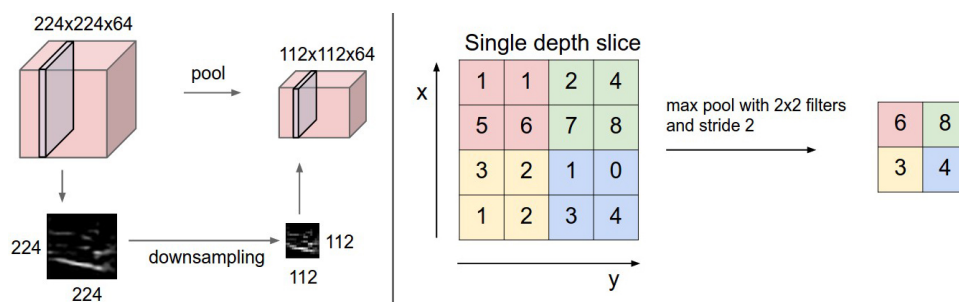 224x224x64
pool
112x112x64
224
downsampling
112
224
112
Single depth slice
x
1 1 2 4
5 6 7 8
3 2 1 0
1 2 3 4
y
max pool with 2x2 filters
and stride 2
6 8
3 4